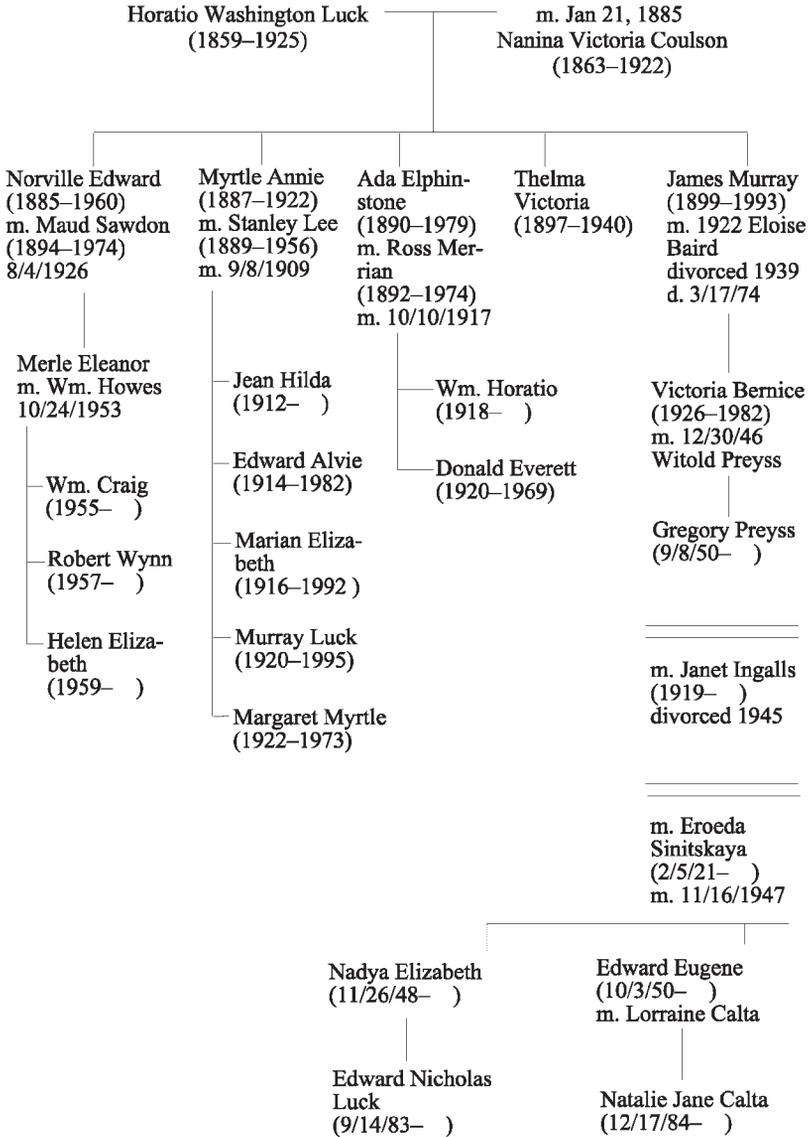 Horatio Washington Luck
(1859–1925)
m. Jan 21, 1885
Nanina Victoria Coulson
(1863–1922)
Norville Edward
(1885–1960)
m. Maud Sawdon
(1894–1974)
8/4/1926
Merle Eleanor
m. Wm. Howes
10/24/1953
Wm. Craig
(1955– )
Robert Wynn
(1957– )
Helen Eliza-
beth
(1959– )
Myrtle Annie
(1887–1922)
m. Stanley Lee
(1889–1956)
m. 9/8/1909
Jean Hilda
(1912– )
Edward Alvie
(1914–1982)
Marian Eliza-
beth
(1916–1992 )
Murray Luck
(1920–1995)
Margaret Myrtle
(1922–1973)
Ada Elphin-
stone
(1890–1979)
m. Ross Mer-
rian
(1892–1974)
m. 10/10/1917
Wm. Horatio
(1918– )
Donald Everett
(1920–1969)
Thelma
Victoria
(1897–1940)
James Murray
(1899–1993)
m. 1922 Eloise
Baird
divorced 1939
d. 3/17/74
Victoria Bernice
(1926–1982)
m. 12/30/46
Witold Preyss
Gregory Preyss
(9/8/50– )
m. Janet Ingalls
(1919– )
divorced 1945
m. Eroeda
Sinitskaya
(2/5/21– )
m. 11/16/1947
Nadya Elizabeth
(11/26/48– )
Edward Nicholas
Luck
(9/14/83– )
Edward Eugene
(10/3/50– )
m. Lorraine Calta
Natalie Jane Calta
(12/17/84– )